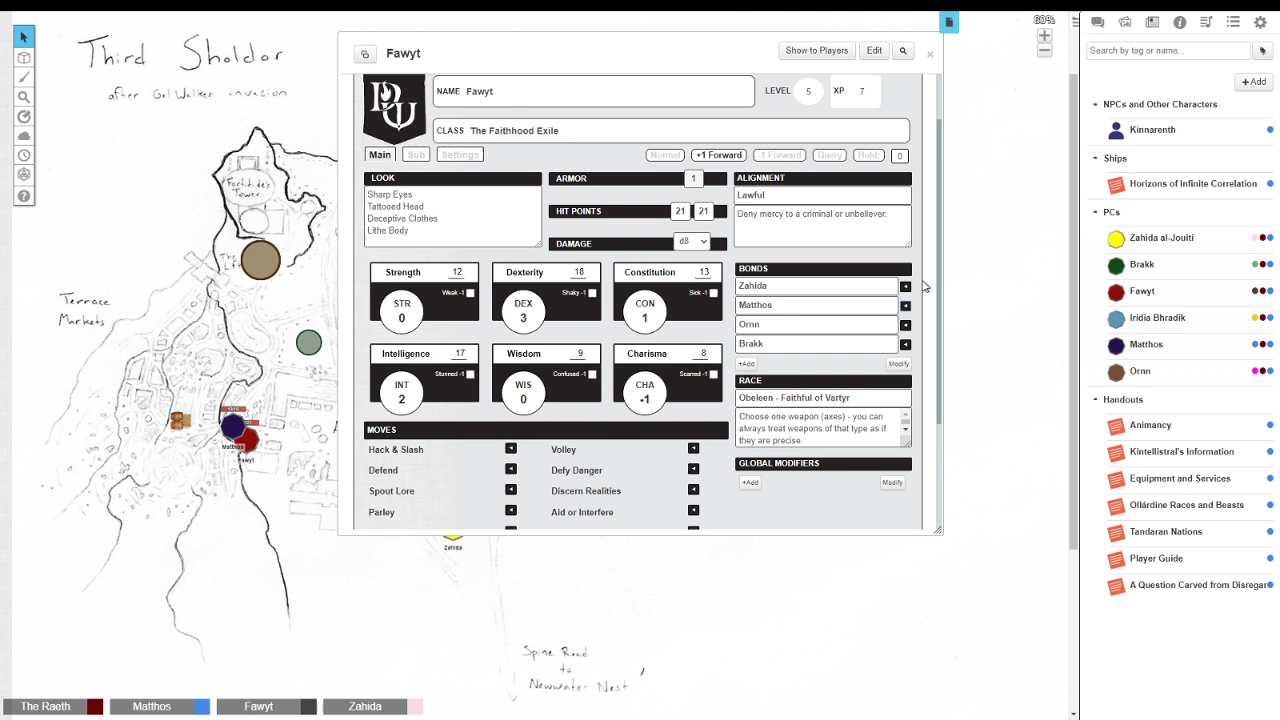 Third Sholdor
after Gel Walker invasion
Fortitide's
Tower
The
Lift
Terrace
Markets
Matthos
Fawyt
Zahida
Spine Road
to
Newwater Nest
60%
Fawyt
Show to Players
Edit
NAME Fawyt
LEVEL 5
XP 7
CLASS The Faithhood Exile
Main
Sub
Settings
Normal
+1 Forward
-1 Forward
Query
Hold:
0
LOOK
Sharp Eyes
Tattooed Head
Deceptive Clothes
Lithe Body
ARMOR 1
HIT POINTS 21 21
DAMAGE d8
ALIGNMENT
Lawful
Deny mercy to a criminal or unbeliever.
Strength 12
Weak -1
STR
0
Dexterity 18
Shaky -1
DEX
3
Constitution 13
Sick -1
CON
1
Intelligence 17
Stunned -1
INT
2
Wisdom 9
Confused -1
WIS
0
Charisma 8
Scarred -1
CHA
-1
BONDS
Zahida
Matthos
Ornn
Brakk
+Add
Modify
RACE
Obeleen - Faithful of Vartyr
Choose one weapon (axes) - you can
always treat weapons of that type as if
they are precise.
GLOBAL MODIFIERS
+Add
Modify
MOVES
Hack & Slash
Volley
Defend
Defy Danger
Spout Lore
Discern Realities
Parley
Aid or Interfere
Search by tag or name...
+ Add
NPCs and Other Characters
Kinnarenth
Ships
Horizons of Infinite Correlation
PCs
Zahida al-Jouiti
Brakk
Fawyt
Iridia Bhradik
Matthos
Ornn
Handouts
Animancy
Kintellistral's Information
Equipment and Services
Ollárdine Races and Beasts
Tandaran Nations
Player Guide
A Question Carved from Disregar
The Raeth
Matthos
Fawyt
Zahida